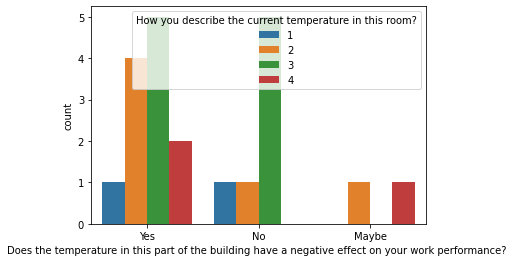 How you describe the current temperature in this room?
1
2
3
4
5
4
3
2
1
0
count
Yes No Maybe
Does the temperature in this part of the building have a negative effect on your work performance?